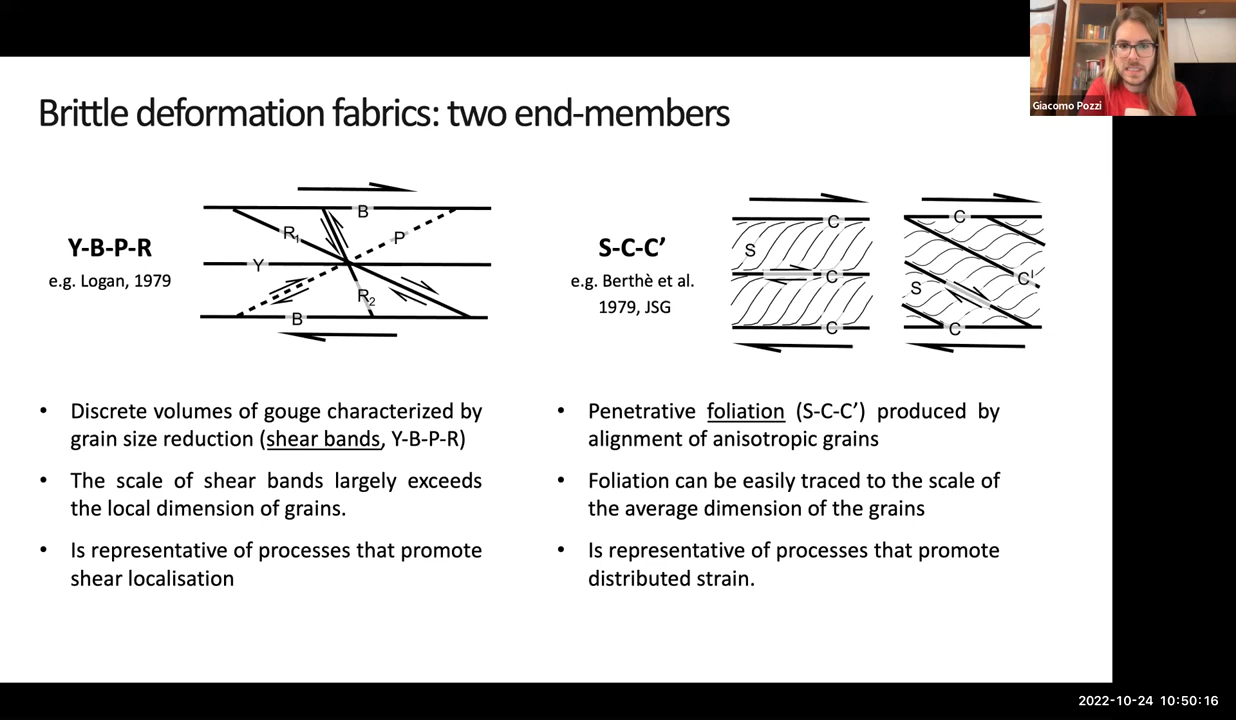 Giacomo Pozzi
Brittle deformation fabrics: two end-members
Y-B-P-R
e.g. Logan, 1979
B
R1
P
Y
R2
B
S-C-C’
e.g. Berthè et al.
1979, JSG
C
S
C
C
C
C'
S
C
• Discrete volumes of gouge characterized by
grain size reduction (shear bands, Y-B-P-R)
• The scale of shear bands largely exceeds
the local dimension of grains.
• Is representative of processes that promote
shear localisation
• Penetrative foliation (S-C-C’) produced by
alignment of anisotropic grains
• Foliation can be easily traced to the scale of
the average dimension of the grains
• Is representative of processes that promote
distributed strain.
2022-10-24 10:50:16